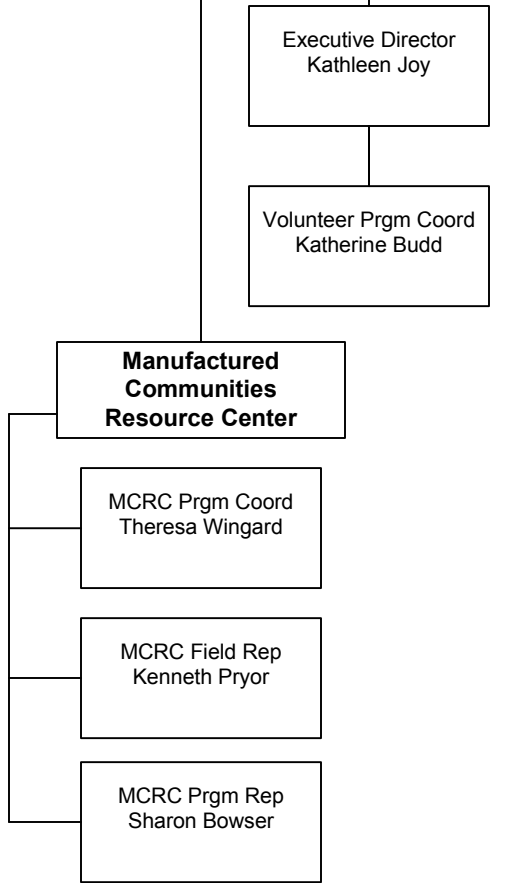 Executive Director
Kathleen Joy
Volunteer Prgm Coord
Katherine Budd
Manufactured
Communities
Resource Center
MCRC Prgm Coord
Theresa Wingard
MCRC Field Rep
Kenneth Pryor
MCRC Prgm Rep
Sharon Bowser